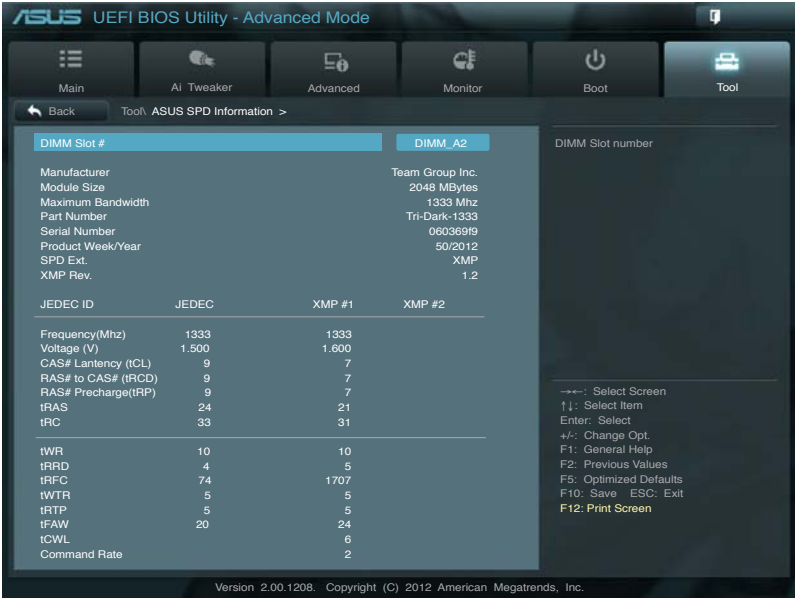 ASUS UEFI BIOS Utility - Advanced Mode
Main Ai Tweaker Advanced Monitor Boot Tool
Back Tool\ ASUS SPD Information >
DIMM Slot # DIMM_A2
DIMM Slot number
Manufacturer Team Group Inc.
Module Size 2048 MBytes
Maximum Bandwidth 1333 Mhz
Part Number Tri-Dark-1333
Serial Number 060369f9
Product Week/Year 50/2012
SPD Ext. XMP
XMP Rev. 1.2
JEDEC ID JEDEC XMP #1 XMP #2
Frequency(Mhz) 1333 1333
Voltage (V) 1.500 1.600
CAS# Lantency (tCL) 9 7
RAS# to CAS# (tRCD) 9 7
RAS# Precharge(tRP) 9 7
tRAS 24 21
tRC 33 31
tWR 10 10
tRRD 4 5
tRFC 74 1707
tWTR 5 5
tRTP 5 5
tFAW 20 24
tCWL 6
Command Rate 2
→←: Select Screen
↑↓: Select Item
Enter: Select
+/-: Change Opt.
F1: General Help
F2: Previous Values
F5: Optimized Defaults
F10: Save ESC: Exit
F12: Print Screen
Version 2.00.1208. Copyright (C) 2012 American Megatrends, Inc.